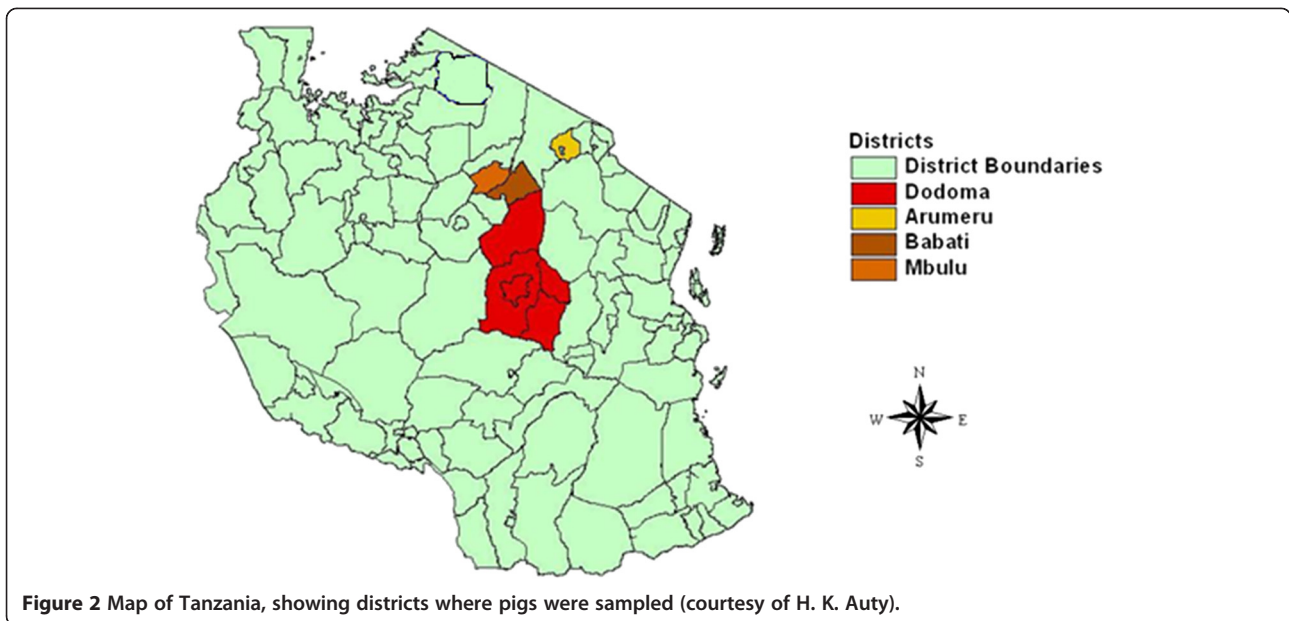 Districts
District Boundaries
Dodoma
Arumeru
Babati
Mbulu
N
W E
S
Figure 2 Map of Tanzania, showing districts where pigs were sampled (courtesy of H. K. Auty).